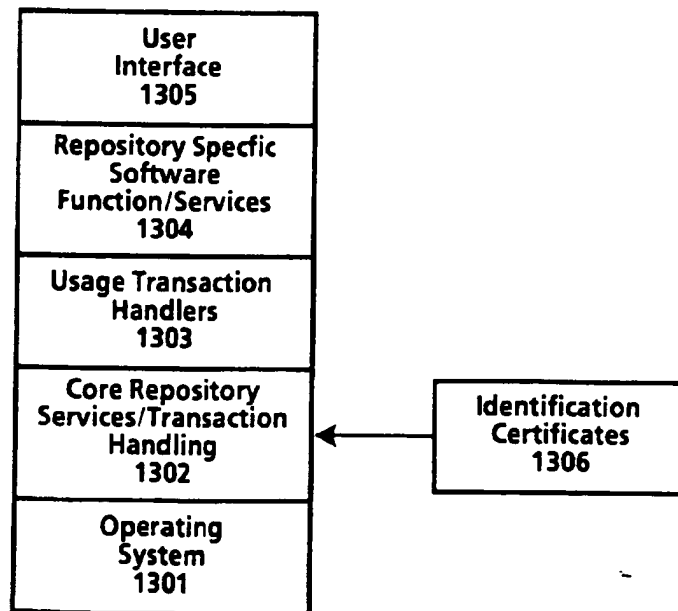 User
Interface
1305
Repository Specfic
Software
Function/Services
1304
Usage Transaction
Handlers
1303
Core Repository
Services/Transaction
Handling
1302
Identification
Certificates
1306
Operating
System
1301